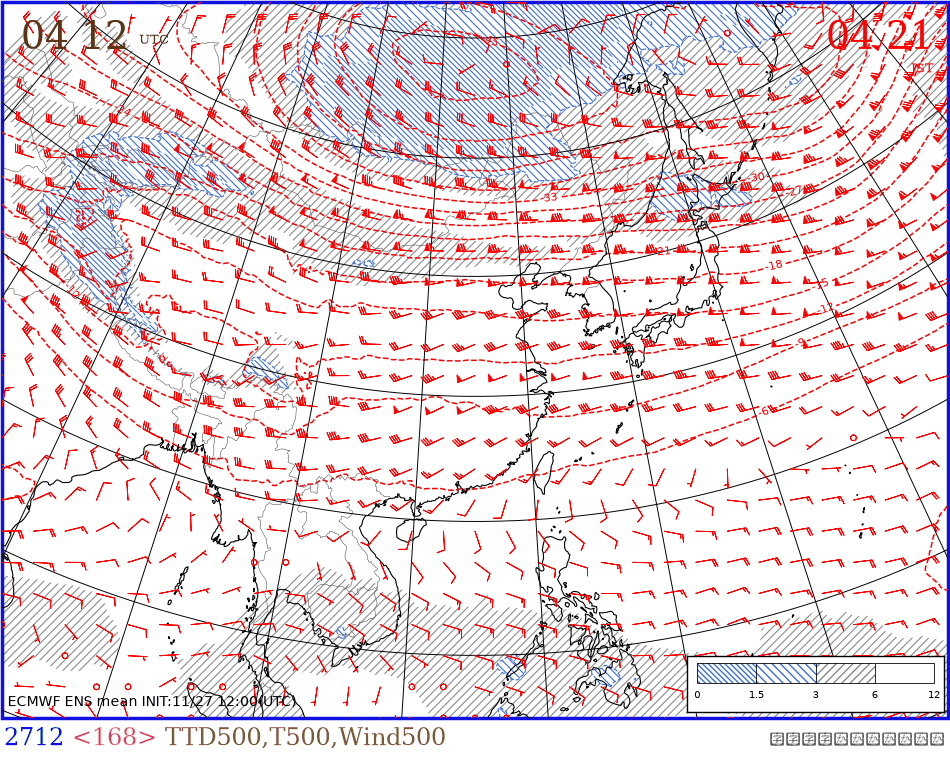 04 12 UTC
04.21
JST
-30
-27
-33
-21
-18
-9
-6
ECMWF ENS mean INIT:11/27 12:00(UTC)
0 1.5 3 6 12
2712 <168> TTD500,T500,Wind500